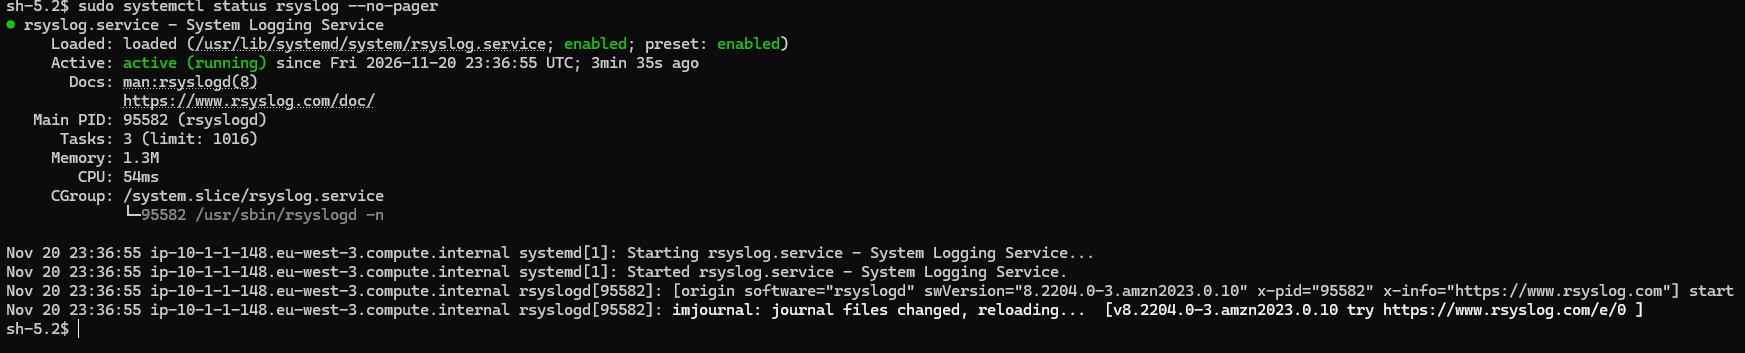 sh-5.2$ sudo systemctl status rsyslog --no-pager
● rsyslog.service - System Logging Service
     Loaded: loaded (/usr/lib/systemd/system/rsyslog.service; enabled; preset: enabled)
     Active: active (running) since Fri 2026-11-20 23:36:55 UTC; 3min 35s ago
       Docs: man:rsyslogd(8)
             https://www.rsyslog.com/doc/
   Main PID: 95582 (rsyslogd)
      Tasks: 3 (limit: 1016)
     Memory: 1.3M
        CPU: 54ms
     CGroup: /system.slice/rsyslog.service
             └─95582 /usr/sbin/rsyslogd -n

Nov 20 23:36:55 ip-10-1-1-148.eu-west-3.compute.internal systemd[1]: Starting rsyslog.service - System Logging Service...
Nov 20 23:36:55 ip-10-1-1-148.eu-west-3.compute.internal systemd[1]: Started rsyslog.service - System Logging Service.
Nov 20 23:36:55 ip-10-1-1-148.eu-west-3.compute.internal rsyslogd[95582]: [origin software="rsyslogd" swVersion="8.2204.0-3.amzn2023.0.10" x-pid="95582" x-info="https://www.rsyslog.com"] start
Nov 20 23:36:55 ip-10-1-1-148.eu-west-3.compute.internal rsyslogd[95582]: imjournal: journal files changed, reloading...  [v8.2204.0-3.amzn2023.0.10 try https://www.rsyslog.com/e/0 ]
sh-5.2$